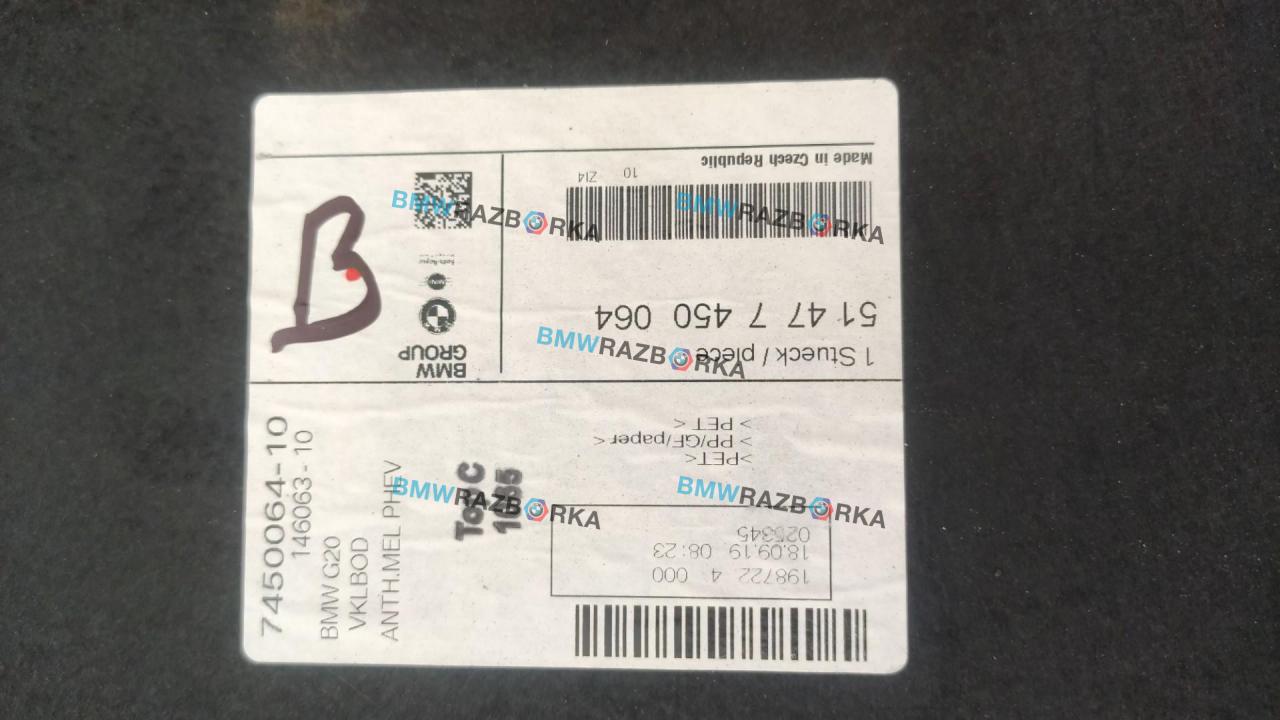 1 Stueck / piece
51 47 7 450 064
10 Z14
Made in Czech Republic
BMW
GROUP
B
7450064-10
146063 - 10
BMW G20
VKLBOD
ANTH.MEL PHEV
>PET<
> PP/GF/paper <
> PET <
198722 4 000
18.09.19 08:23
BMWRAZBORKA
BMWRAZBORKA
BMWRAZBORKA
BMWRAZBORKA
BMWRAZBORKA